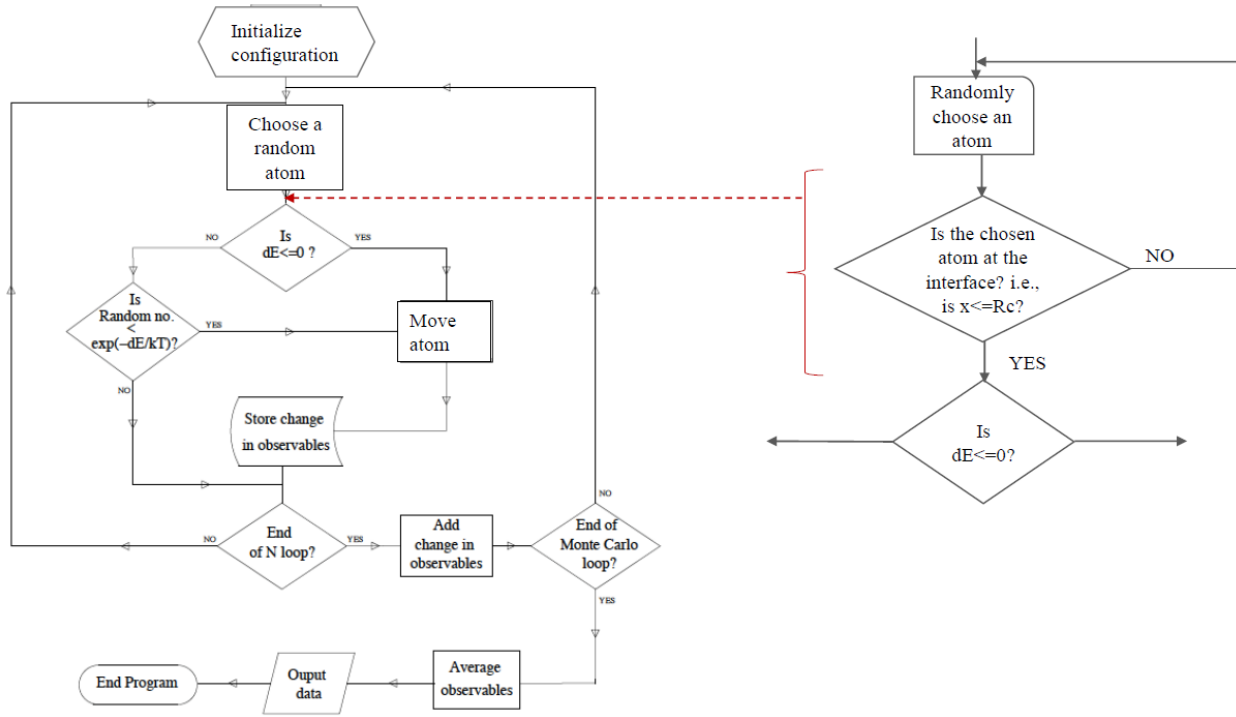 Initialize
configuration
Choose a
random
atom
Is
dE<=0 ?
NO
YES
Is
Random no.
<
exp(–dE/kT)?
YES
NO
Move
atom
Store change
in observables
End
of N loop?
NO
YES
Add
change in
observables
End of
Monte Carlo
loop?
NO
YES
Average
observables
Ouput
data
End Program
Randomly
choose an
atom
Is the chosen
atom at the
interface? i.e.,
is x<=Rc?
NO
YES
Is
dE<=0?